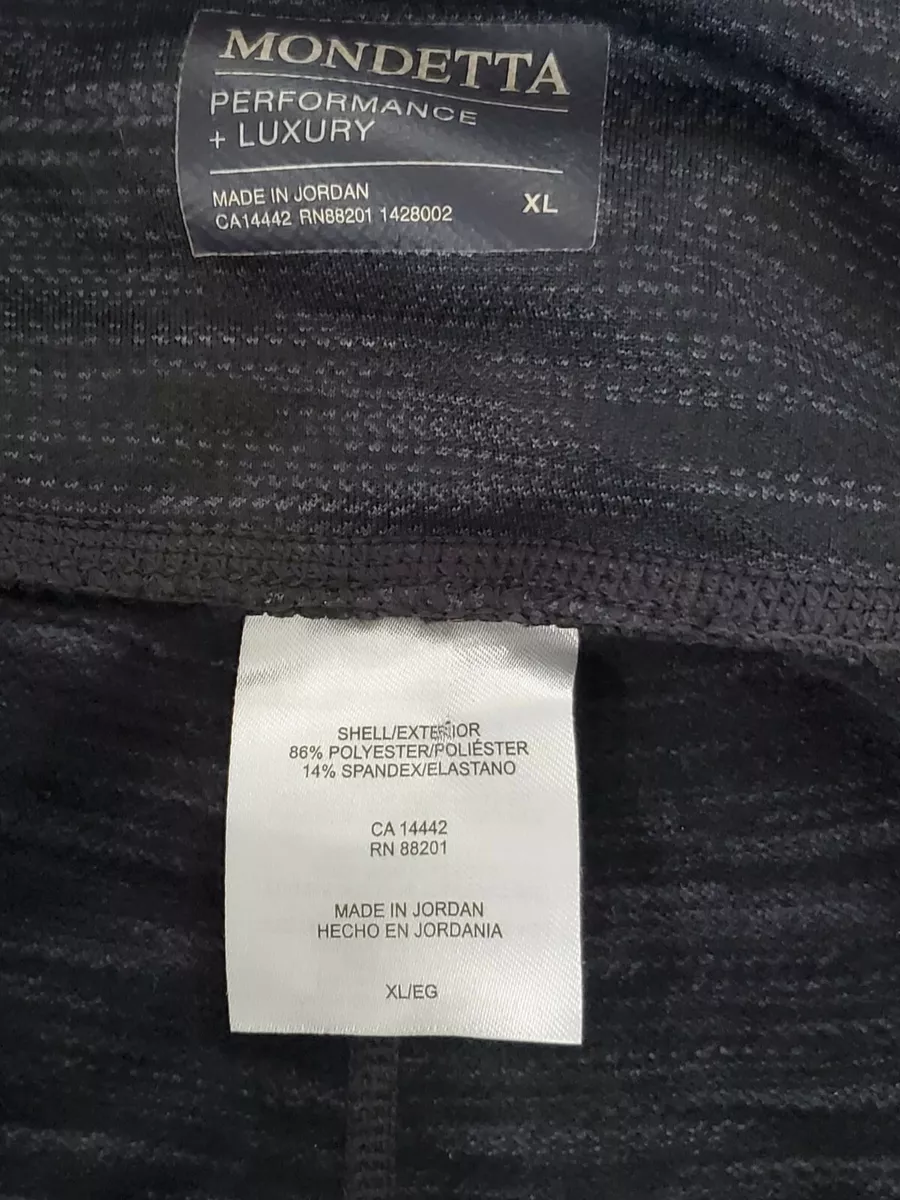 MONDETTA
PERFORMANCE
+ LUXURY
MADE IN JORDAN
CA14442 RN88201 1428002
XL
SHELL/EXTERIOR
86% POLYESTER/POLIÉSTER
14% SPANDEX/ELASTANO
CA 14442
RN 88201
MADE IN JORDAN
HECHO EN JORDANIA
XL/EG